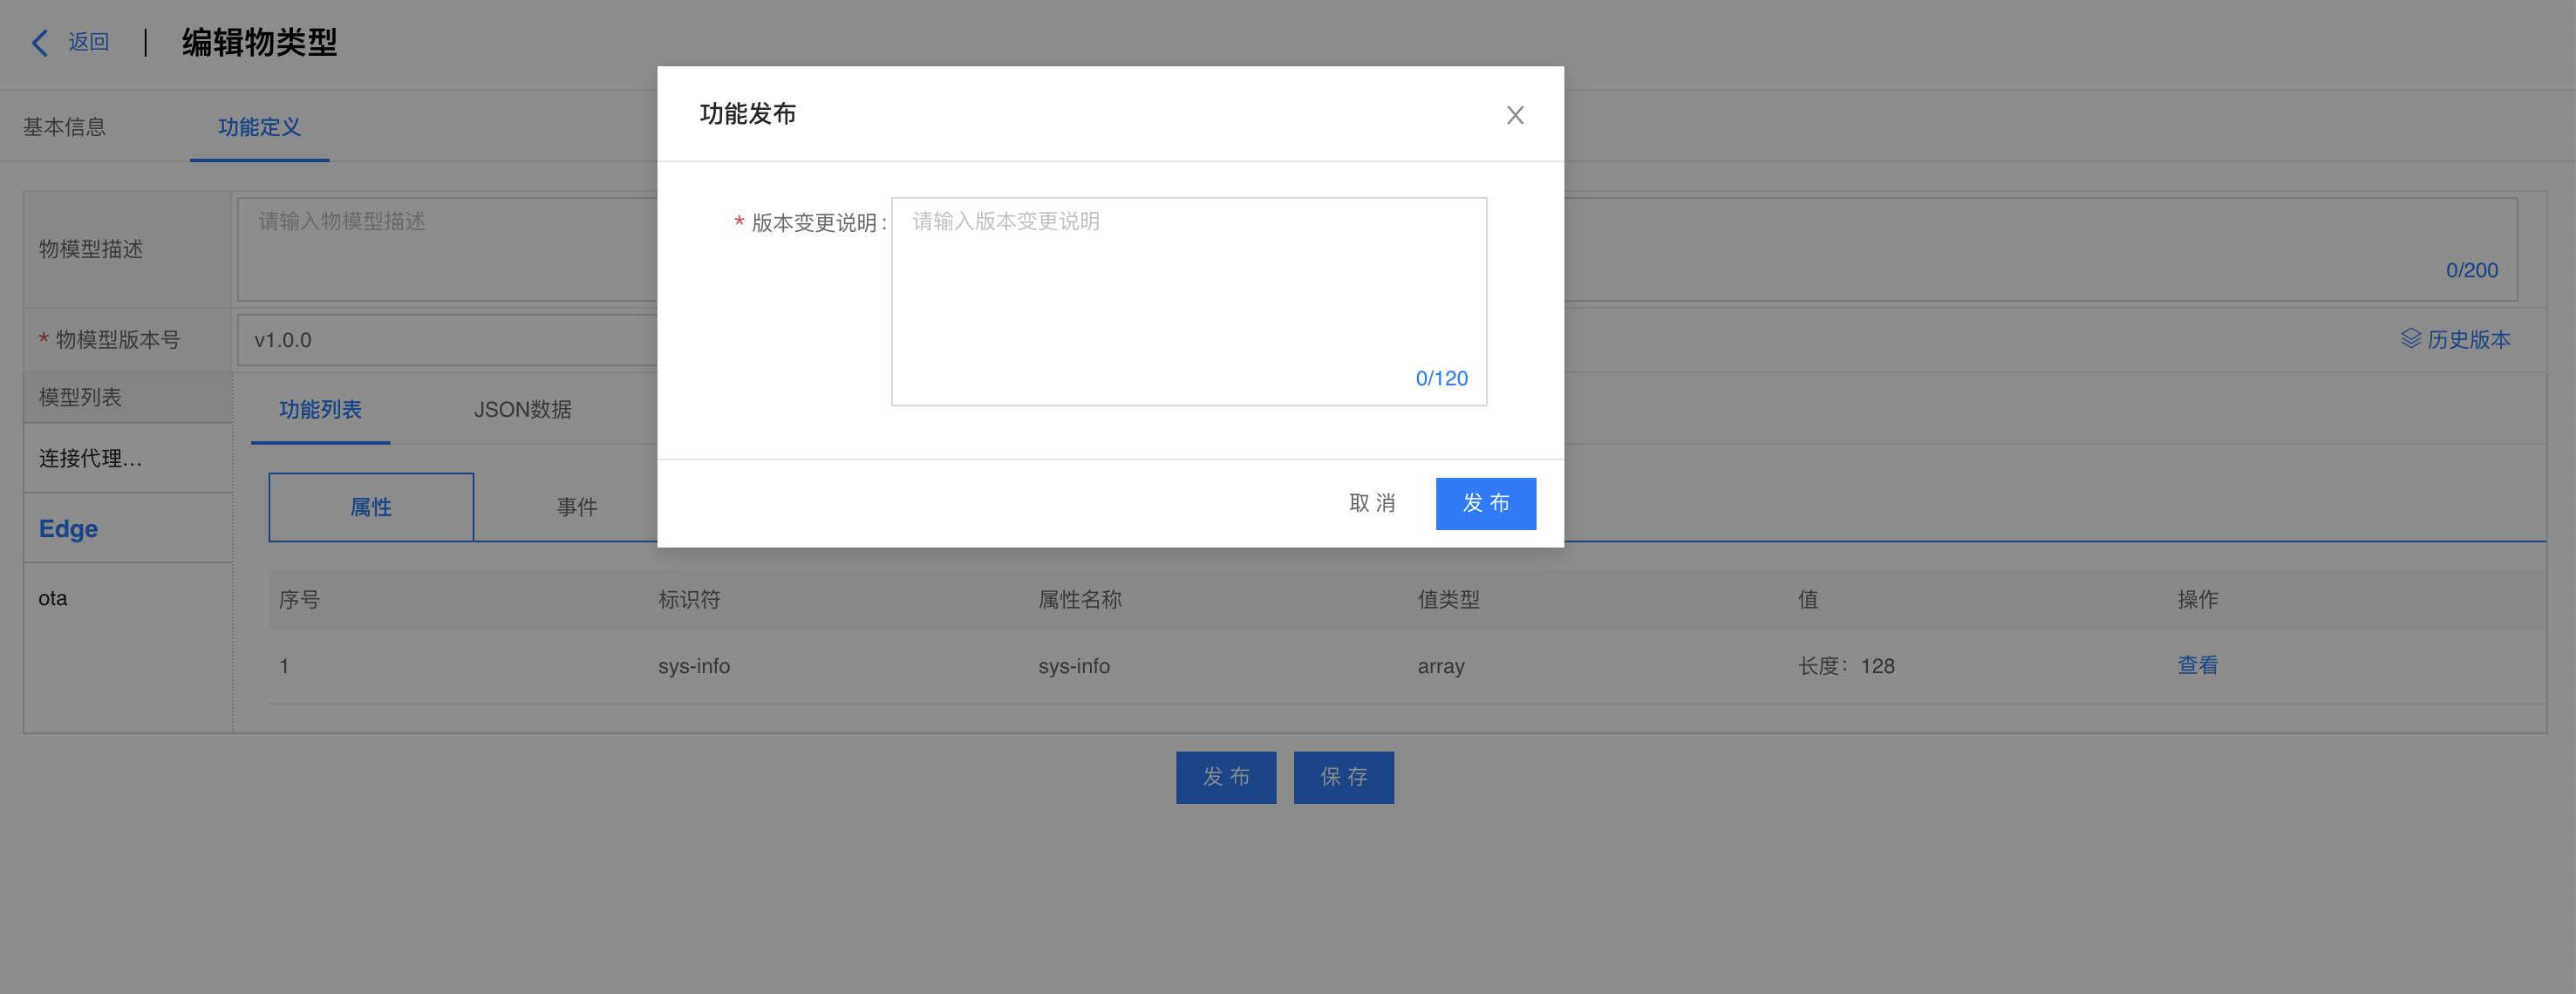 返回
编辑物类型
基本信息
功能定义
功能发布
* 版本变更说明:
请输入版本变更说明
0/120
取 消
发 布
物模型描述
请输入物模型描述
0/200
* 物模型版本号
v1.0.0
历史版本
模型列表
连接代理...
Edge
ota
功能列表
JSON数据
属性
事件
序号 标识符 属性名称 值类型 值 操作
1 sys-info sys-info array 长度：128 查看
发 布
保 存